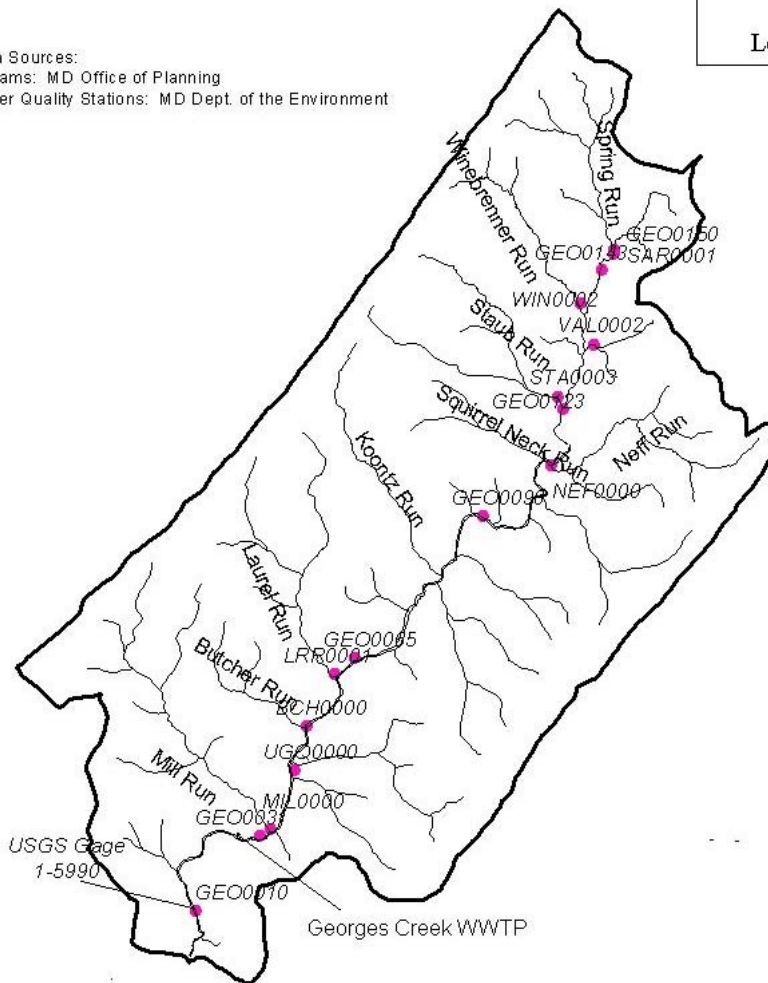 Sources:
MD Office of Planning
Quality Stations: MD Dept. of the Environment
Spring Run
Winebrenner Run
GEO0150
SAR0001
WIN0002
VAL0002
Staub Run
STA0003
GEO0123
Squirrel Neck Run
Neff Run
NEF0000
Koontz Run
Laurel Run
GEO0065
LRR0001
Butcher Run
BCH0000
UGO0000
Mill Run
MIL0000
USGS Gage
1-5990
GEO0010
Georges Creek WWTP